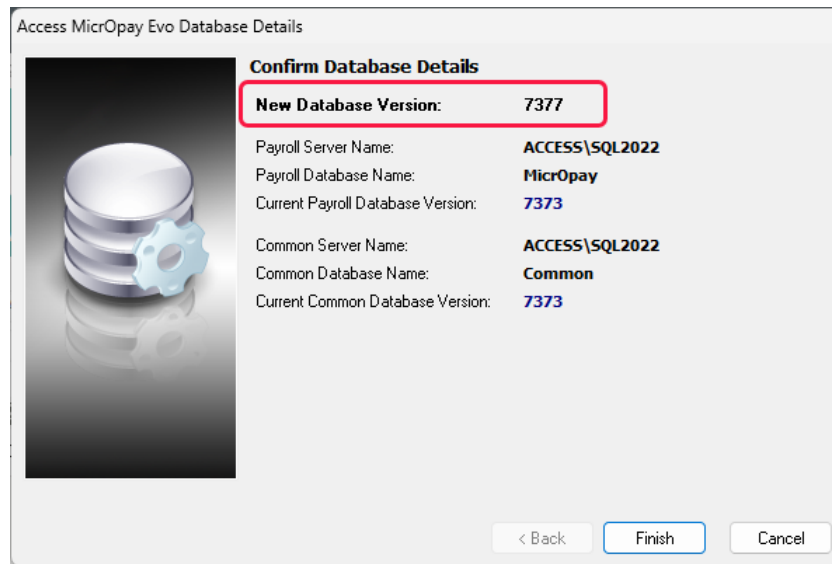 Access MicrOpay Evo Database Details
Confirm Database Details
New Database Version: 7377
Payroll Server Name: ACCESS\SQL2022
Payroll Database Name: MicrOpay
Current Payroll Database Version: 7373
Common Server Name: ACCESS\SQL2022
Common Database Name: Common
Current Common Database Version: 7373
< Back Finish Cancel